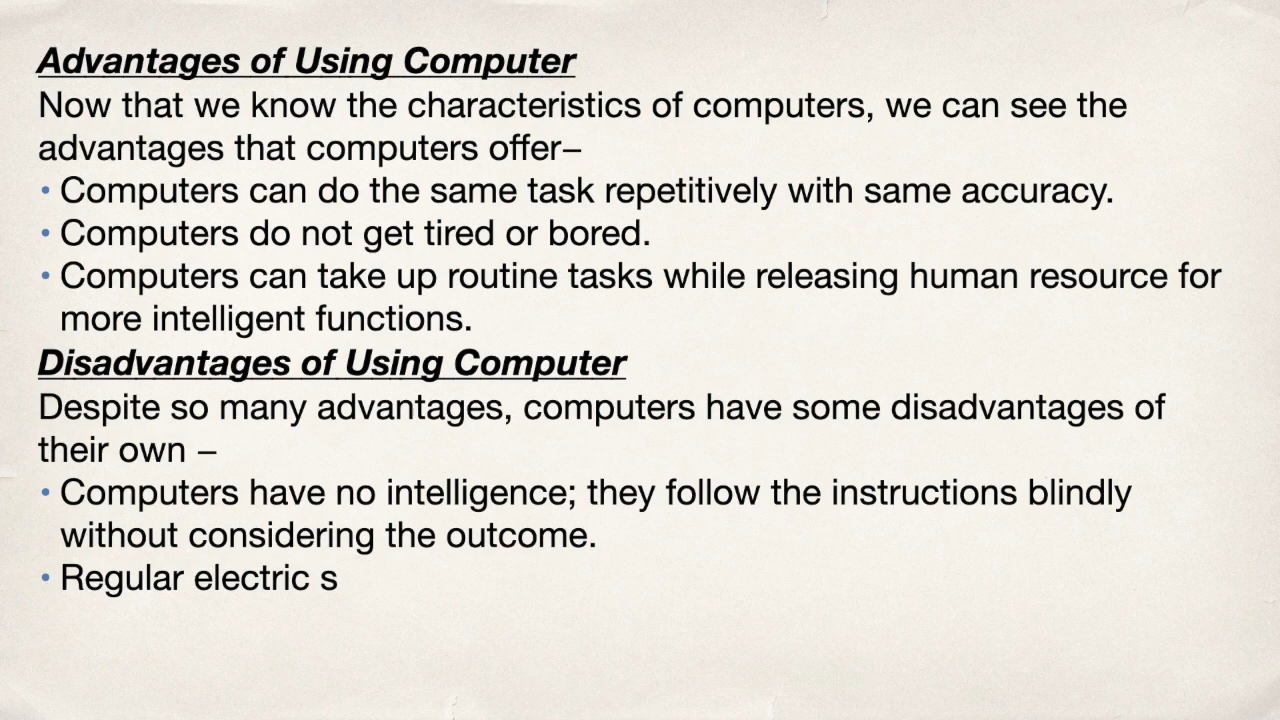 Advantages of Using Computer
Now that we know the characteristics of computers, we can see the
advantages that computers offer–
• Computers can do the same task repetitively with same accuracy.
• Computers do not get tired or bored.
• Computers can take up routine tasks while releasing human resource for
more intelligent functions.
Disadvantages of Using Computer
Despite so many advantages, computers have some disadvantages of
their own –
• Computers have no intelligence; they follow the instructions blindly
without considering the outcome.
• Regular electric s